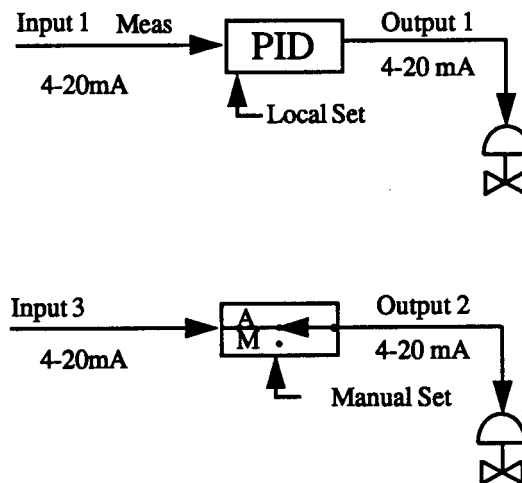 Input 1 Meas
PID
Output 1
4-20mA
4-20 mA
Local Set
Input 3
A
M
Output 2
4-20mA
4-20 mA
Manual Set